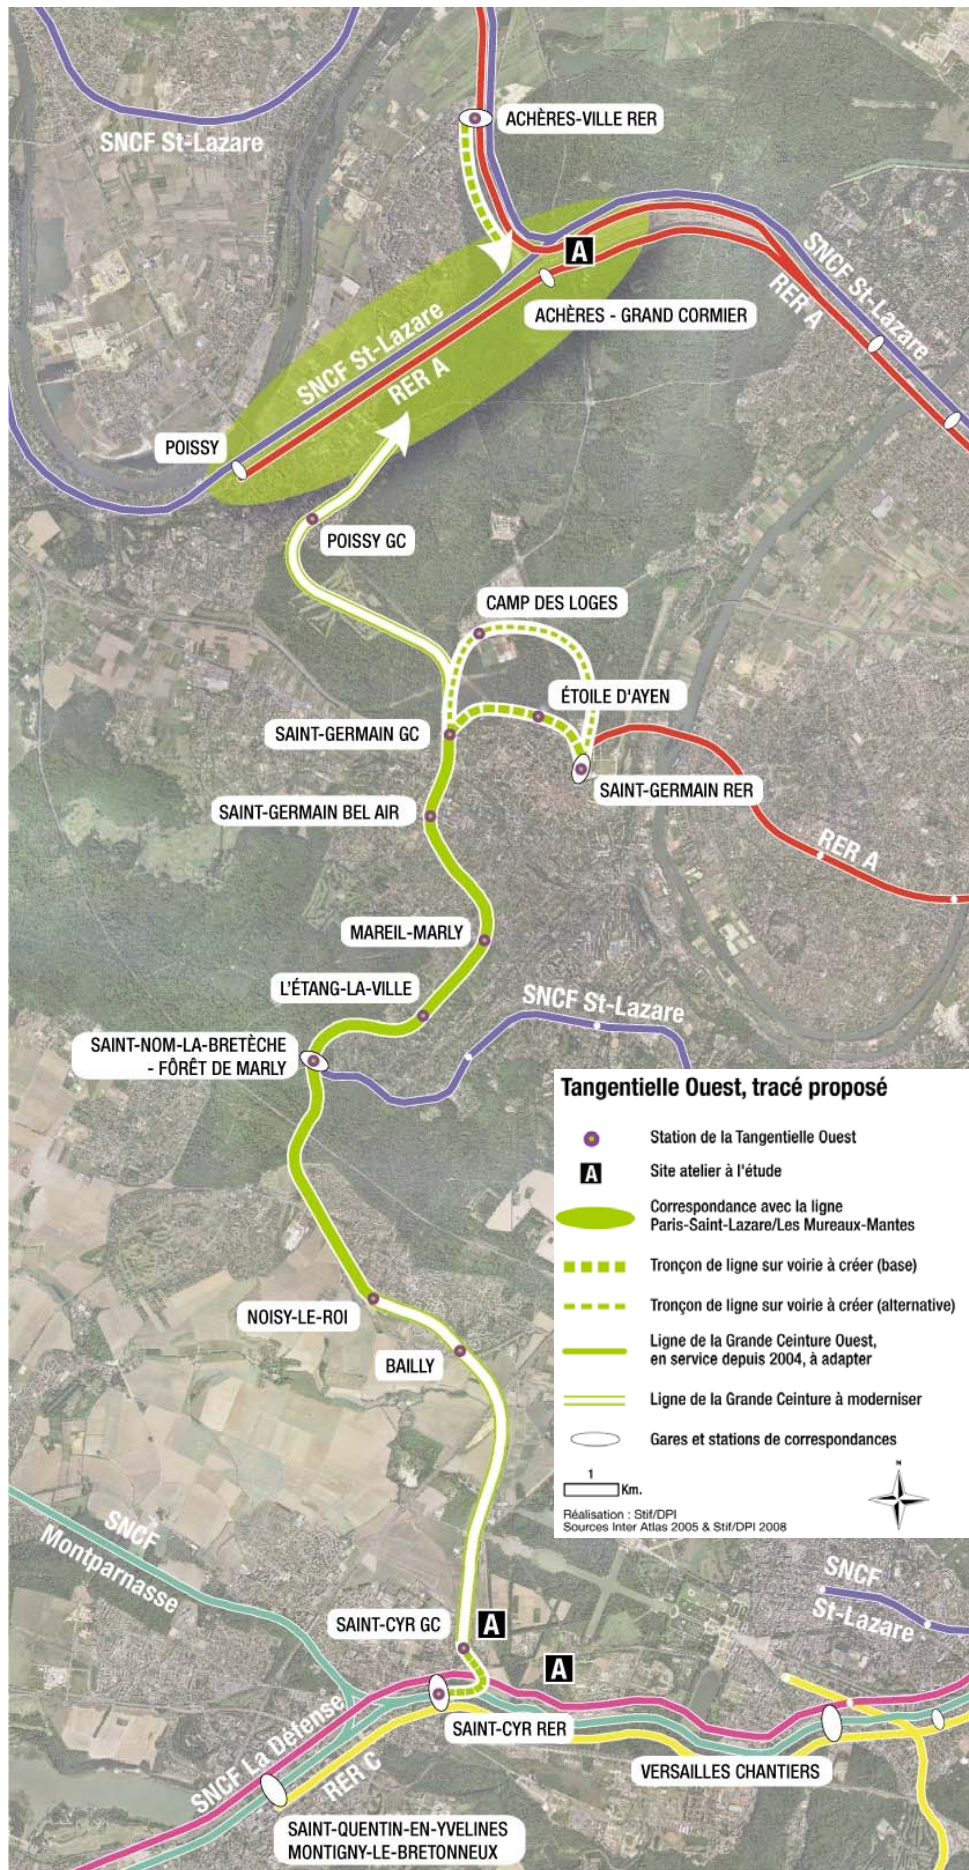 SNCF St-Lazare
ACHÈRES-VILLE RER
A
SNCF St-Lazare
RER A
ACHÈRES - GRAND CORMIER
SNCF St-Lazare
RER A
POISSY
POISSY GC
CAMP DES LOGES
ÉTOILE D'AYEN
SAINT-GERMAIN GC
SAINT-GERMAIN RER
SAINT-GERMAIN BEL AIR
RER A
MAREIL-MARLY
L'ÉTANG-LA-VILLE
SNCF St-Lazare
SAINT-NOM-LA-BRETÈCHE
- FÔRÊT DE MARLY
Tangentielle Ouest, tracé proposé
Station de la Tangentielle Ouest
A
Site atelier à l'étude
Correspondance avec la ligne
Paris-Saint-Lazare/Les Mureaux-Mantes
Tronçon de ligne sur voirie à créer (base)
Tronçon de ligne sur voirie à créer (alternative)
Ligne de la Grande Ceinture Ouest,
en service depuis 2004, à adapter
Ligne de la Grande Ceinture à moderniser
Gares et stations de correspondances
N
1
Km.
Réalisation : Stif/DPI
Sources Inter Atlas 2005 & Stif/DPI 2008
NOISY-LE-ROI
BAILLY
SNCF
Montparnasse
SNCF
St-Lazare
SAINT-CYR GC
A
A
SAINT-CYR RER
SNCF La Défense
RER C
VERSAILLES CHANTIERS
SAINT-QUENTIN-EN-YVELINES
MONTIGNY-LE-BRETONNEUX